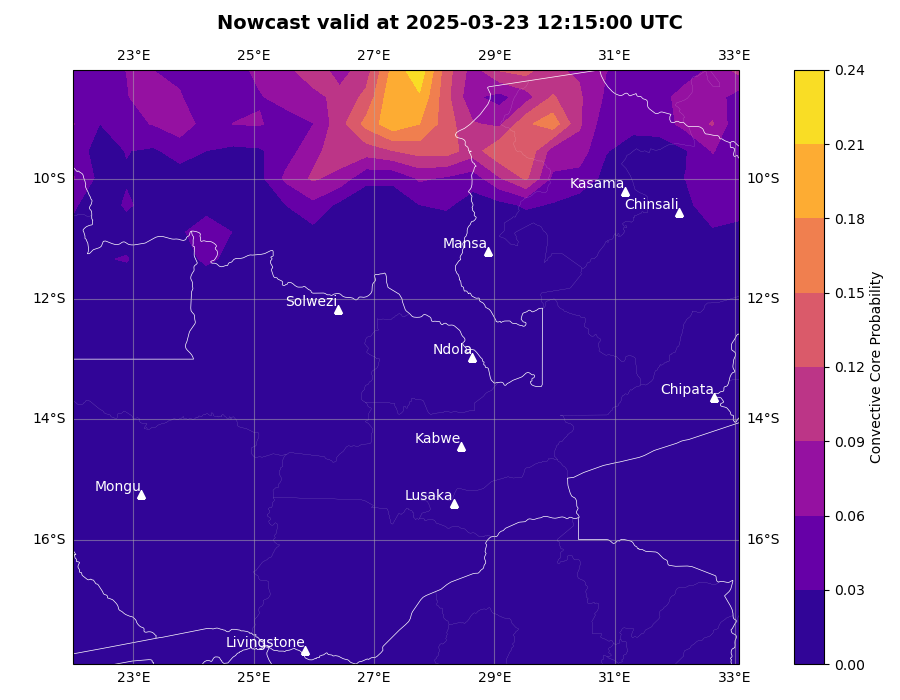 Nowcast valid at 2025-03-23 12:15:00 UTC
23°E 25°E 27°E 29°E 31°E 33°E
0.24
0.21
0.18
0.15
0.12
0.09
0.06
0.03
0.00
Convective Core Probability
10°S 10°S
12°S 12°S
14°S 14°S
16°S 16°S
Kasama
Chinsali
Mansa
Solwezi
Ndola
Chipata
Kabwe
Mongu
Lusaka
Livingstone
23°E 25°E 27°E 29°E 31°E 33°E